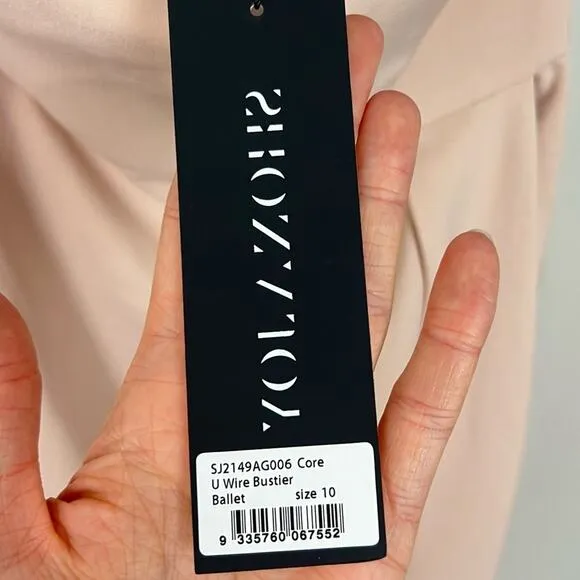 SHONA JOY
SJ2149AG006 Core
U Wire Bustier
Ballet size 10
9 335760 067552